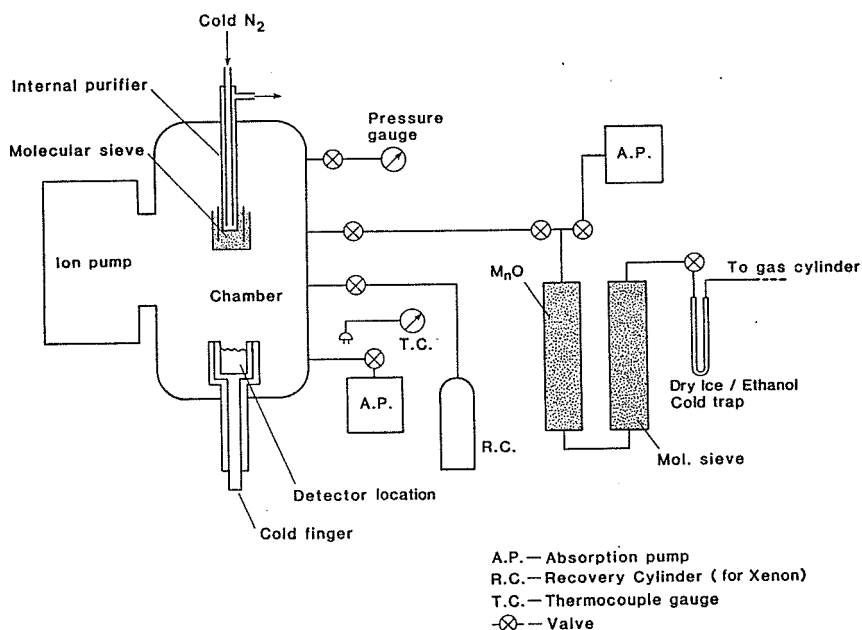 Cold N2
Internal purifier
Pressure
gauge
Molecular sieve
A.P.
Ion pump
MnO
To gas cylinder
Chamber
T.C.
Dry Ice / Ethanol
Cold trap
A.P.
R.C.
Mol. sieve
Detector location
Cold finger
A.P.— Absorption pump
R.C.— Recovery Cylinder ( for Xenon)
T.C.— Thermocouple gauge
— Valve